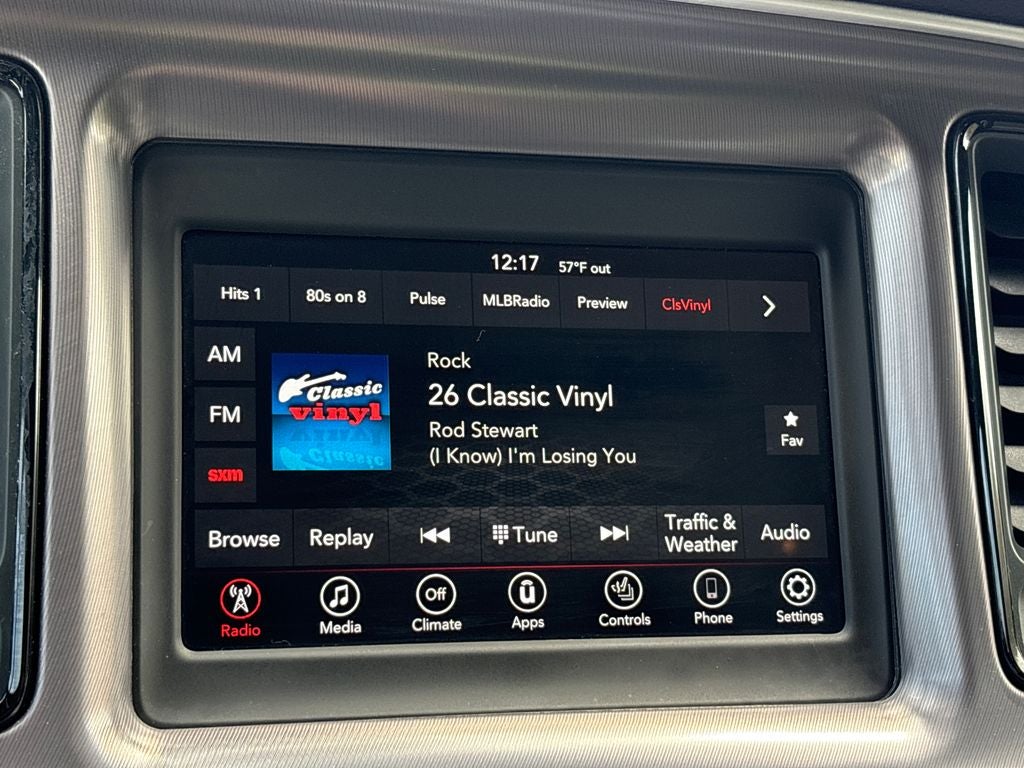 12:17 57°F out
Hits 1 80s on 8 Pulse MLBRadio Preview ClsVinyl
AM
FM
sxm
Classic
vinyl
Rock
26 Classic Vinyl
Rod Stewart
(I Know) I'm Losing You
Fav
Browse Replay Tune Traffic &
Weather Audio
Off
Radio Media Climate Apps Controls Phone Settings